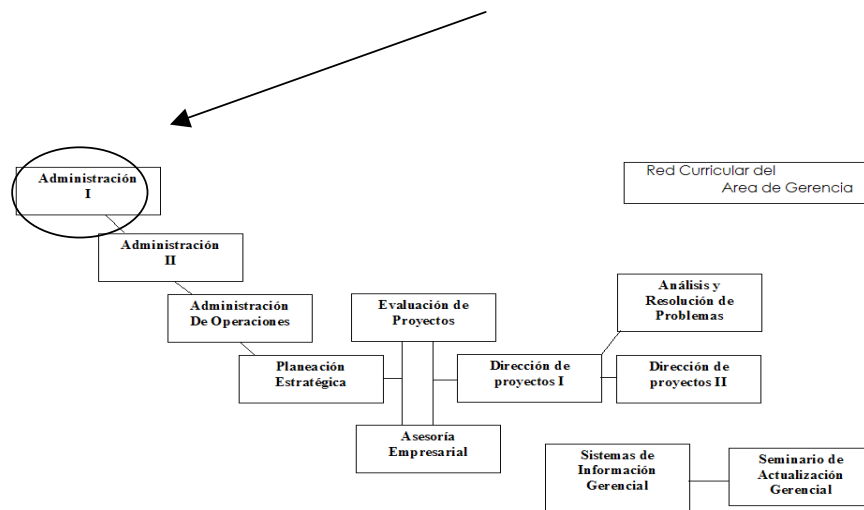 Administración
I
Red Curricular del
Area de Gerencia
Administración
II
Administración
De Operaciones
Evaluación de
Proyectos
Análisis y
Resolución de
Problemas
Planeación
Estratégica
Dirección de
proyectos I
Dirección de
proyectos II
Asesoría
Empresarial
Sistemas de
Información
Gerencial
Seminario de
Actualización
Gerencial